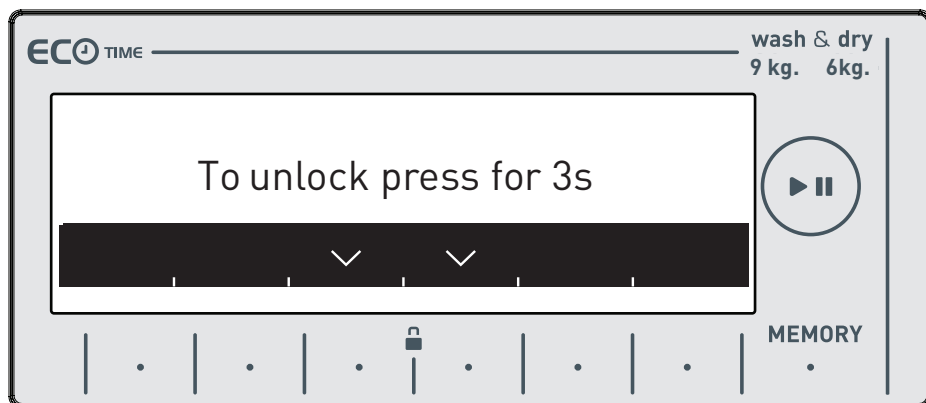 ECO TIME
wash & dry
9 kg. 6kg.
To unlock press for 3s
MEMORY